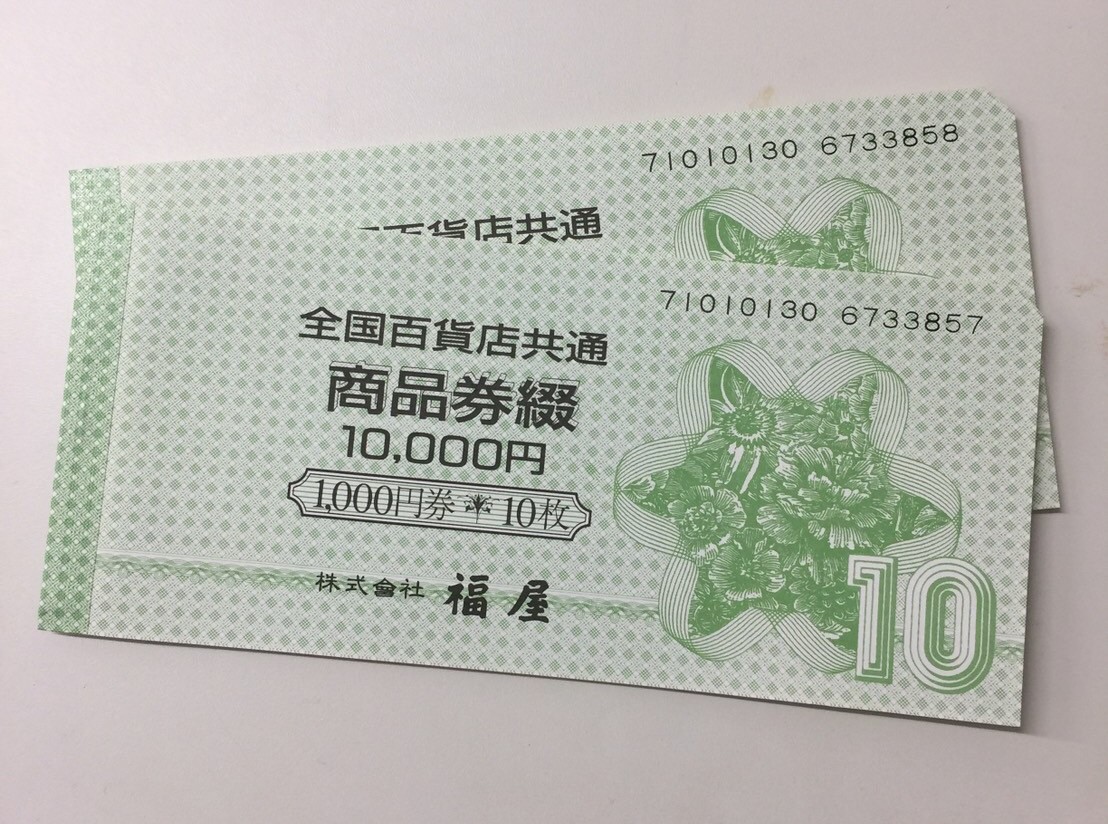 71010130 6733858
百貨店共通
71010130 6733857
全国百貨店共通
商品券綴
10,000円
1,000円券 10枚
株式會社 福屋
10